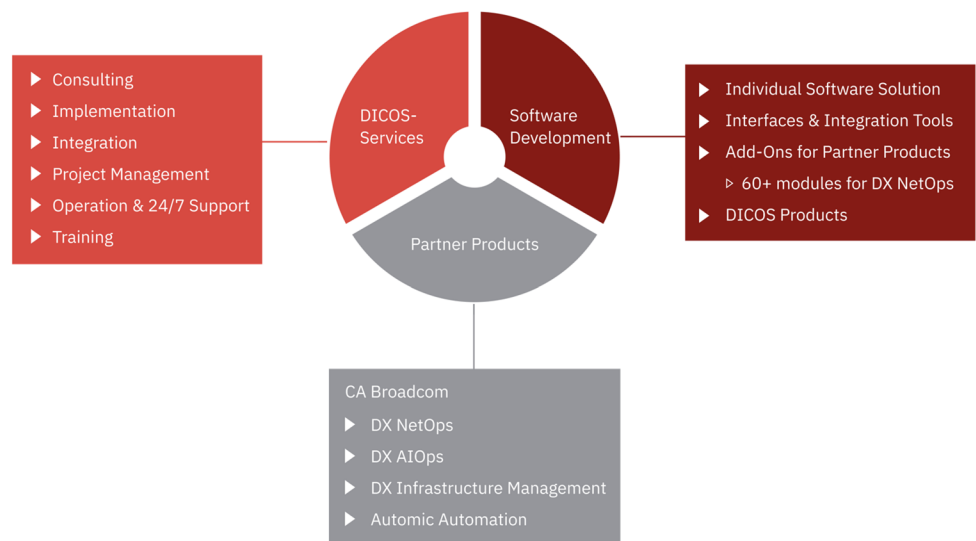 Consulting
Implementation
Integration
Project Management
Operation & 24/7 Support
Training
DICOS-
Services
Software
Development
Partner Products
Individual Software Solution
Interfaces & Integration Tools
Add-Ons for Partner Products
60+ modules for DX NetOps
DICOS Products
CA Broadcom
DX NetOps
DX AIOps
DX Infrastructure Management
Automic Automation